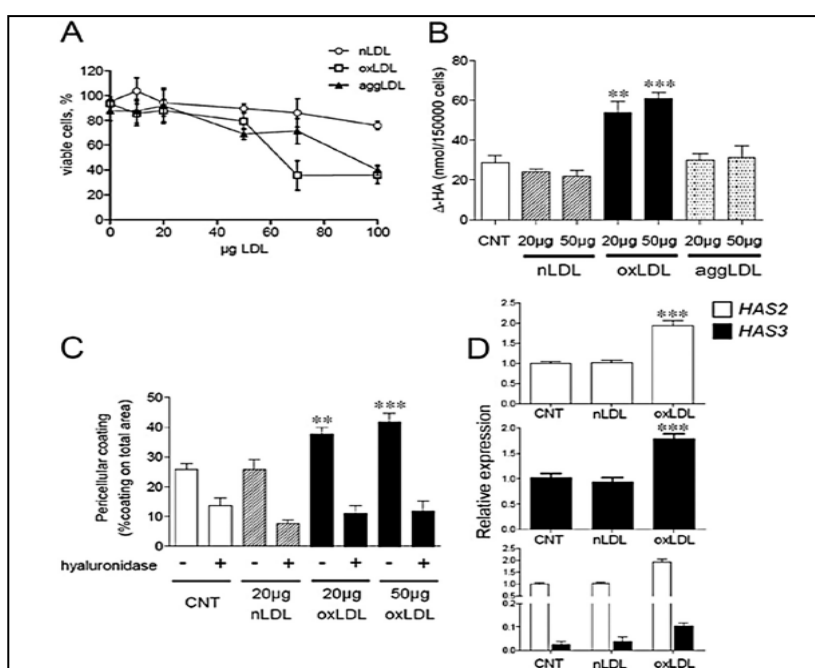 A
nLDL
oxLDL
aggLDL
viable cells, %
120
100
80
60
40
20
0
0 20 40 60 80 100
µg LDL
B
Δ-HA (nmol/150000 cells)
80
60
40
20
0
** ***
CNT 20µg 50µg 20µg 50µg 20µg 50µg
nLDL oxLDL aggLDL
C
Pericellular coating
(%coating on total area)
50
40
30
20
10
0
** ***
hyaluronidase - + - + - + - +
CNT 20µg 20µg 50µg
nLDL oxLDL oxLDL
D
HAS2
HAS3
Relative expression
2.5
2.0
1.5
1.0
0.5
0.0
***
CNT nLDL oxLDL
2.0
1.5
1.0
0.5
0.0
***
CNT nLDL oxLDL
2.0
1.5
1.0
0.5
0.1
0.0
CNT nLDL oxLDL